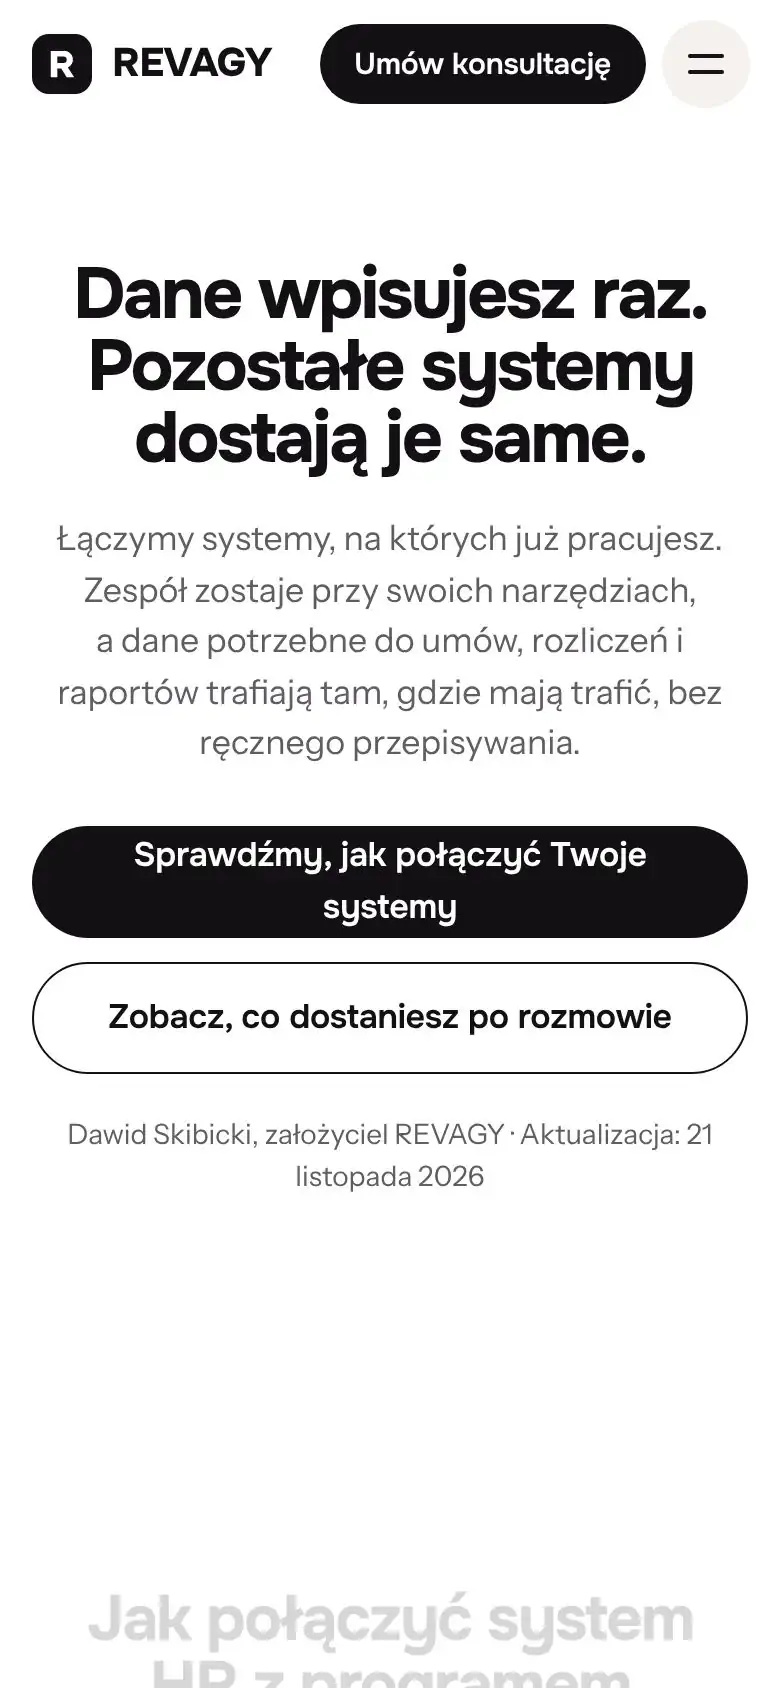 R REVAGY Umów konsultację
Dane wpisujesz raz.
Pozostałe systemy
dostają je same.
Łączymy systemy, na których już pracujesz.
Zespół zostaje przy swoich narzędziach,
a dane potrzebne do umów, rozliczeń i
raportów trafiają tam, gdzie mają trafić, bez
ręcznego przepisywania.
Sprawdźmy, jak połączyć Twoje
systemy
Zobacz, co dostaniesz po rozmowie
Dawid Skibicki, założyciel REVAGY · Aktualizacja: 21
listopada 2026
Jak połączyć system
HR z programem